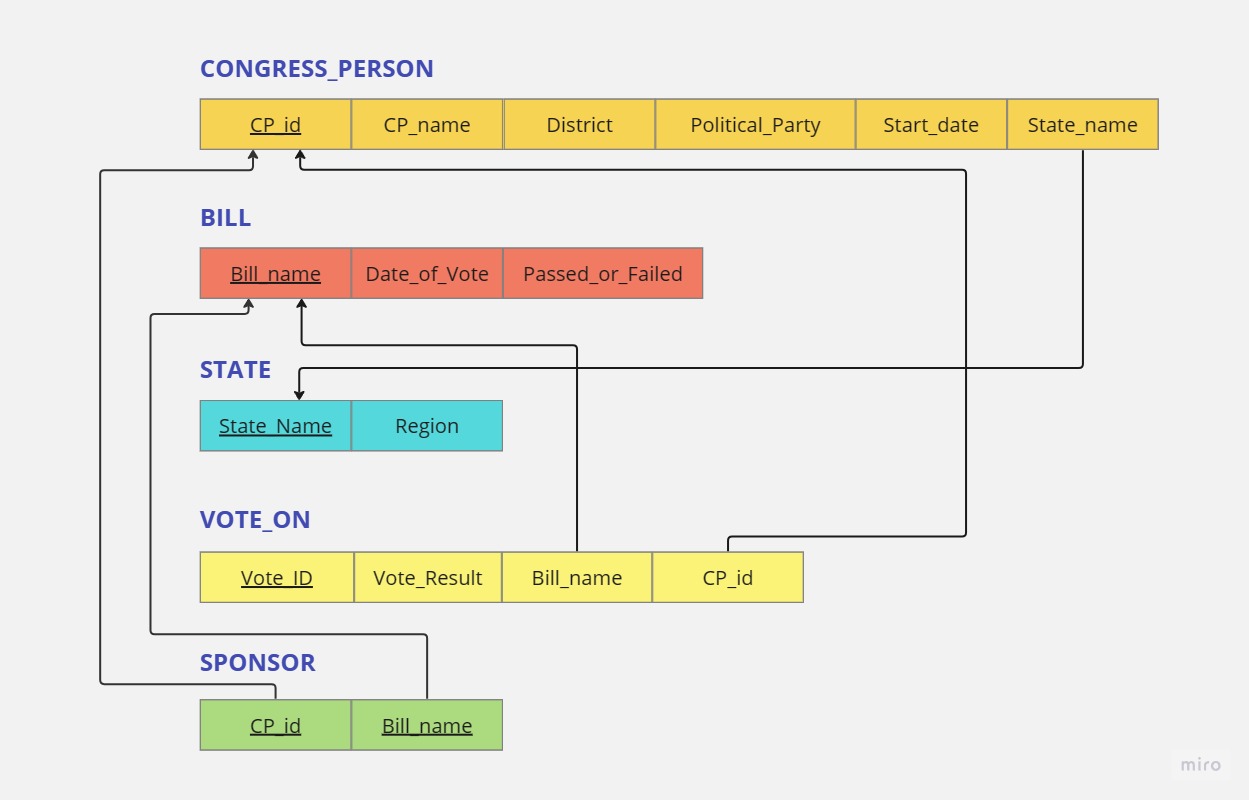 CONGRESS_PERSON
CP_id CP_name District Political_Party Start_date State_name
BILL
Bill_name Date_of_Vote Passed_or_Failed
STATE
State_Name Region
VOTE_ON
Vote_ID Vote_Result Bill_name CP_id
SPONSOR
CP_id Bill_name
miro